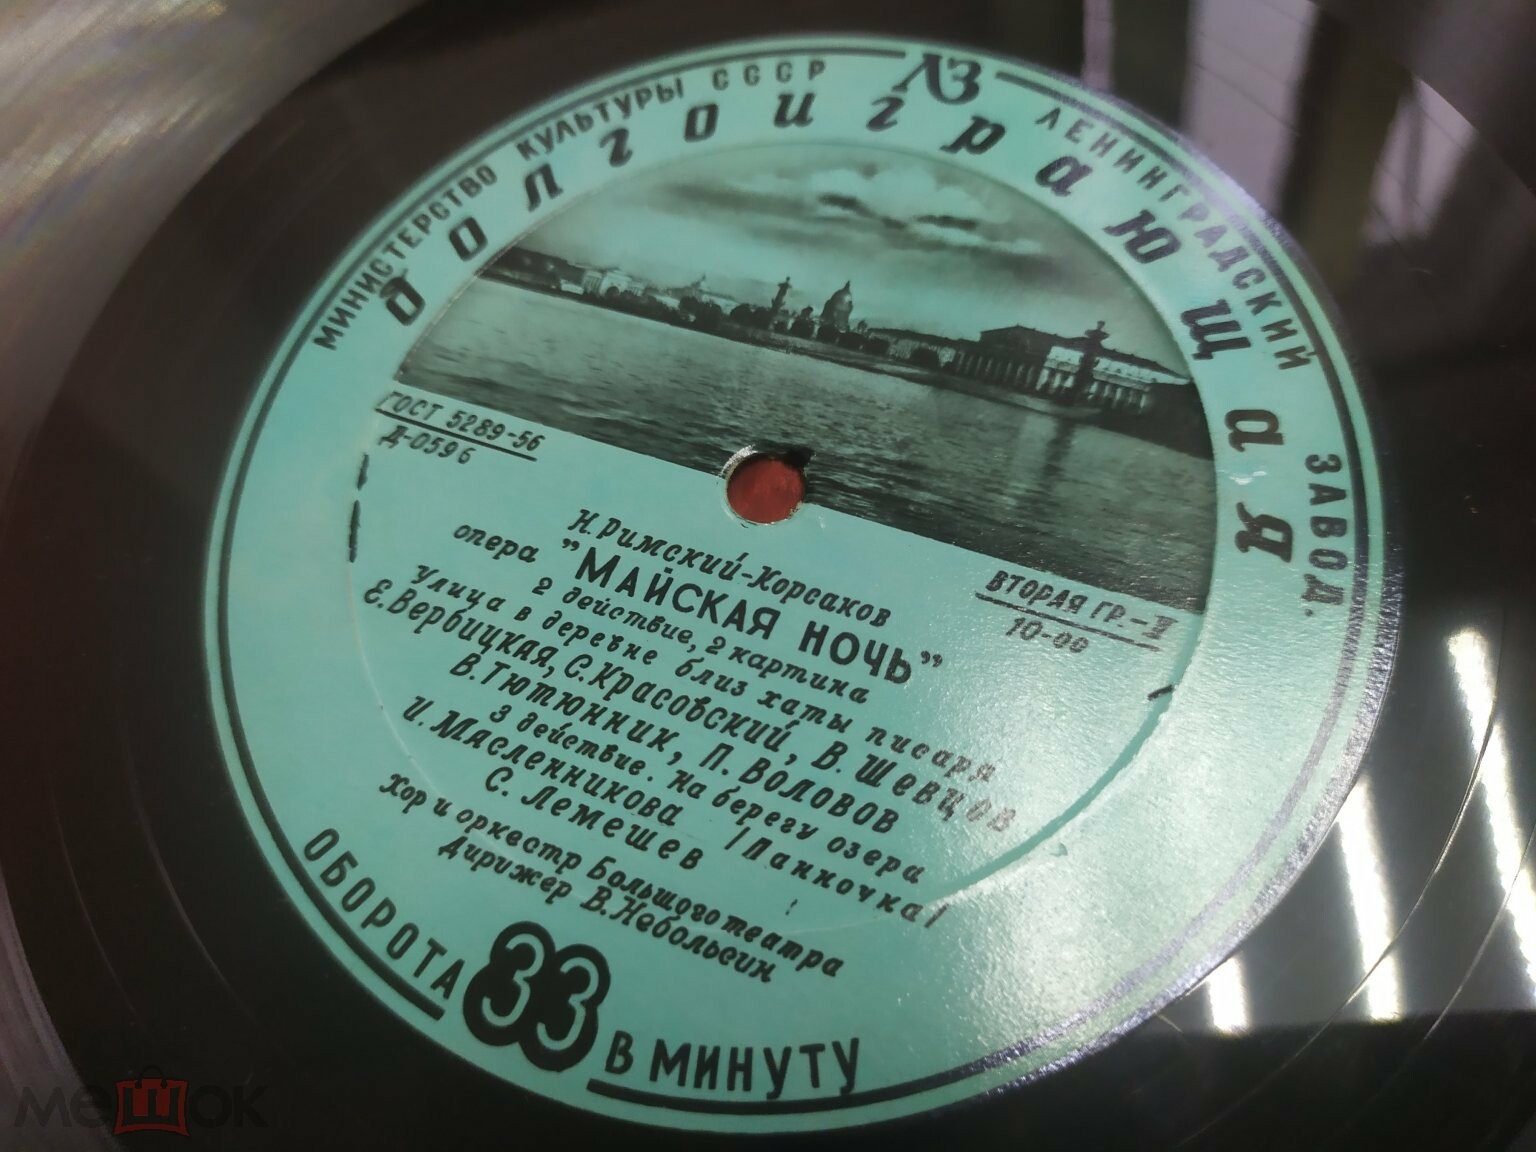 МИНИСТЕРСТВО КУЛЬТУРЫ СССР ЛЗ ЛЕНИНГРАДСКИЙ ЗАВОД.
Долгоиграющая
ГОСТ 5289-56
Д-0596
ВТОРАЯ ГР.-II
10-00
Н. Римский-Корсаков
опера "МАЙСКАЯ НОЧЬ"
2 действие, 2 картина
Улица в деревне близ хаты писаря
Е. Вербицкая, С. Красовский, В. Шевцов
В. Тютюнник, П. Воловов
3 действие. На берегу озера
И. Масленникова /Панночка/
С. Лемешев
Хор и оркестр Большого театра
Дирижер В. Небольсин
ОБОРОТА 33 В МИНУТУ
мешок